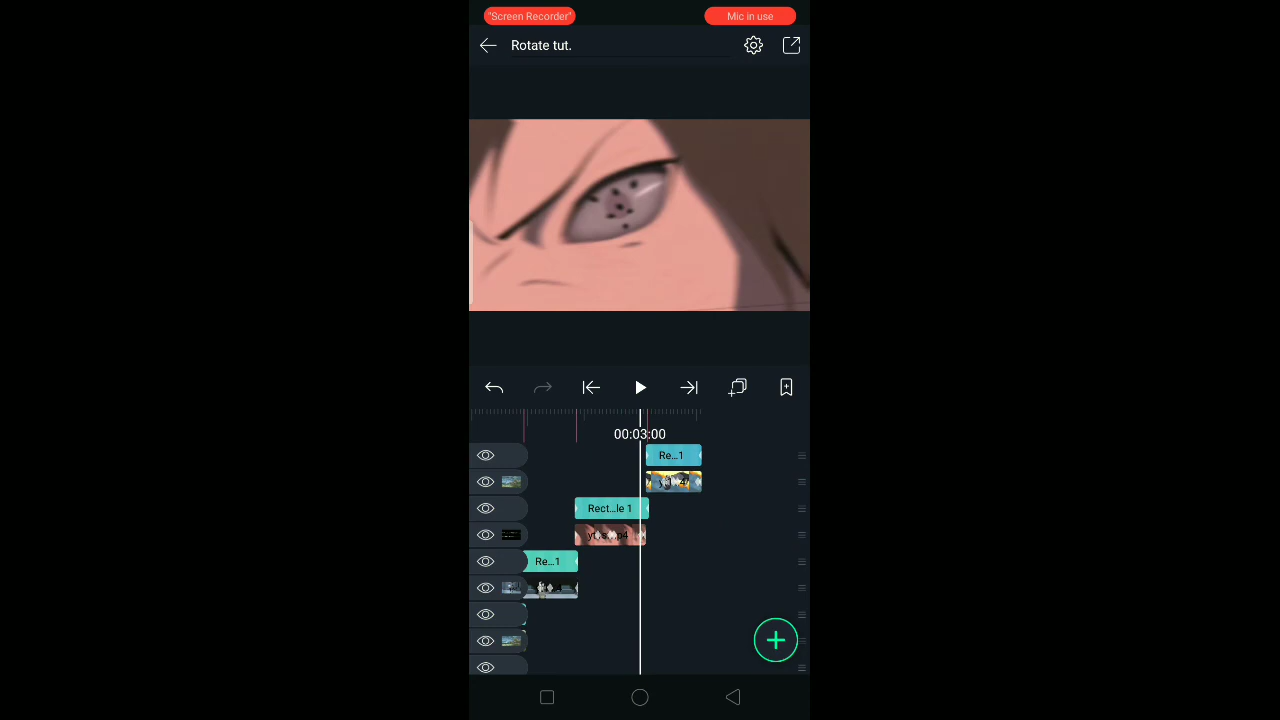 "Screen Recorder"
Mic in use
Rotate tut.
00:03:00
Re...1
Rect...le 1
Re...1